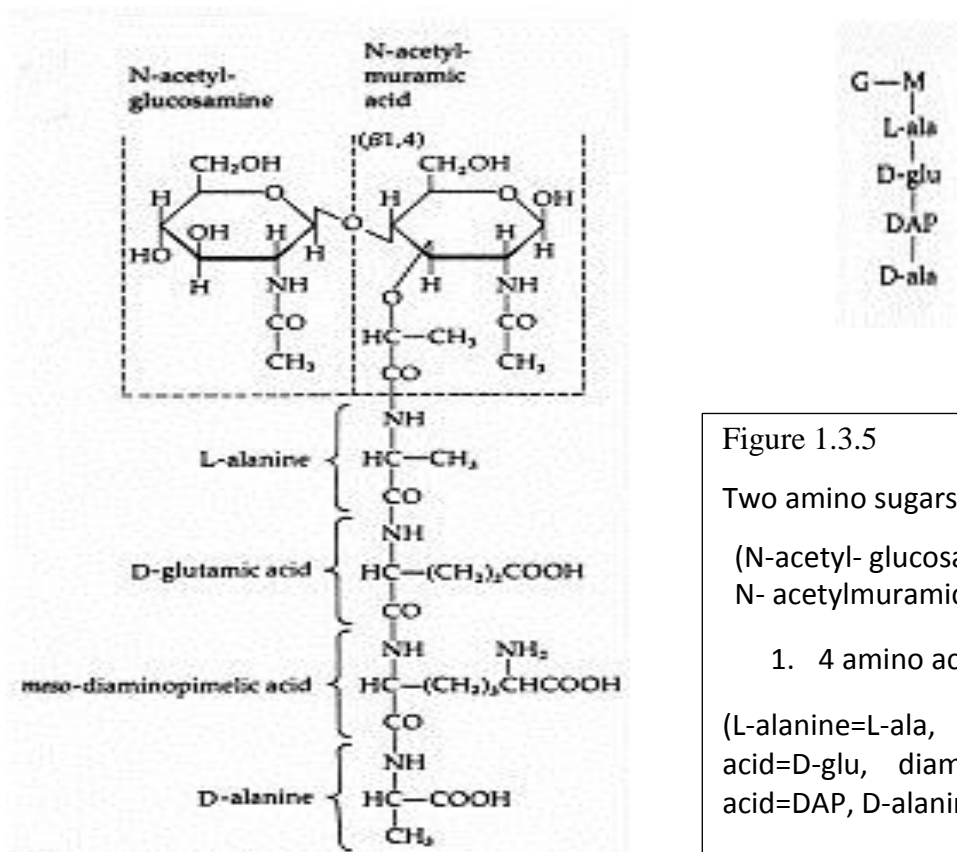 N-acetyl-
glucosamine
N-acetyl-
muramic
acid
(β1,4)
CH₂OH
CH₂OH
H
O
H
O
OH
OH
H
O
H
H
HO
H
H
H
NH
O
H
NH
CO
HC—CH₃
CO
CH₃
CO
CH₃
NH
L-alanine
HC—CH₃
CO
NH
D-glutamic acid
HC—(CH₂)₂COOH
CO
NH
NH₂
meso-diaminopimelic acid
HC—(CH₂)₃CHCOOH
CO
NH
D-alanine
HC—COOH
CH₃
G—M
L-ala
D-glu
DAP
D-ala
Figure 1.3.5
Two amino sugars
(N-acetyl- glucosa
N- acetylmuramic
1. 4 amino ac
(L-alanine=L-ala,
acid=D-glu, diam
acid=DAP, D-alanin